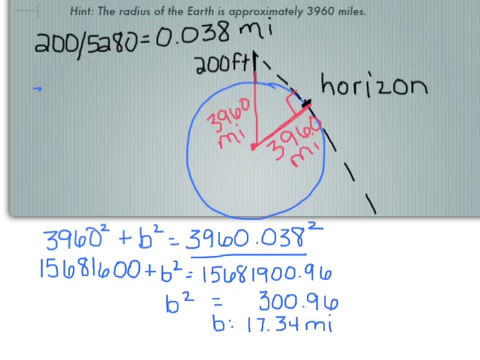 Hint: The radius of the Earth is approximately 3960 miles.
200/5280=0.038 mi
200ft
horizon
3960 mi
3960 mi
3960² + b² = 3960.038²
15681600 + b² = 15681900.96
b² = 300.96
b: 17.34 mi